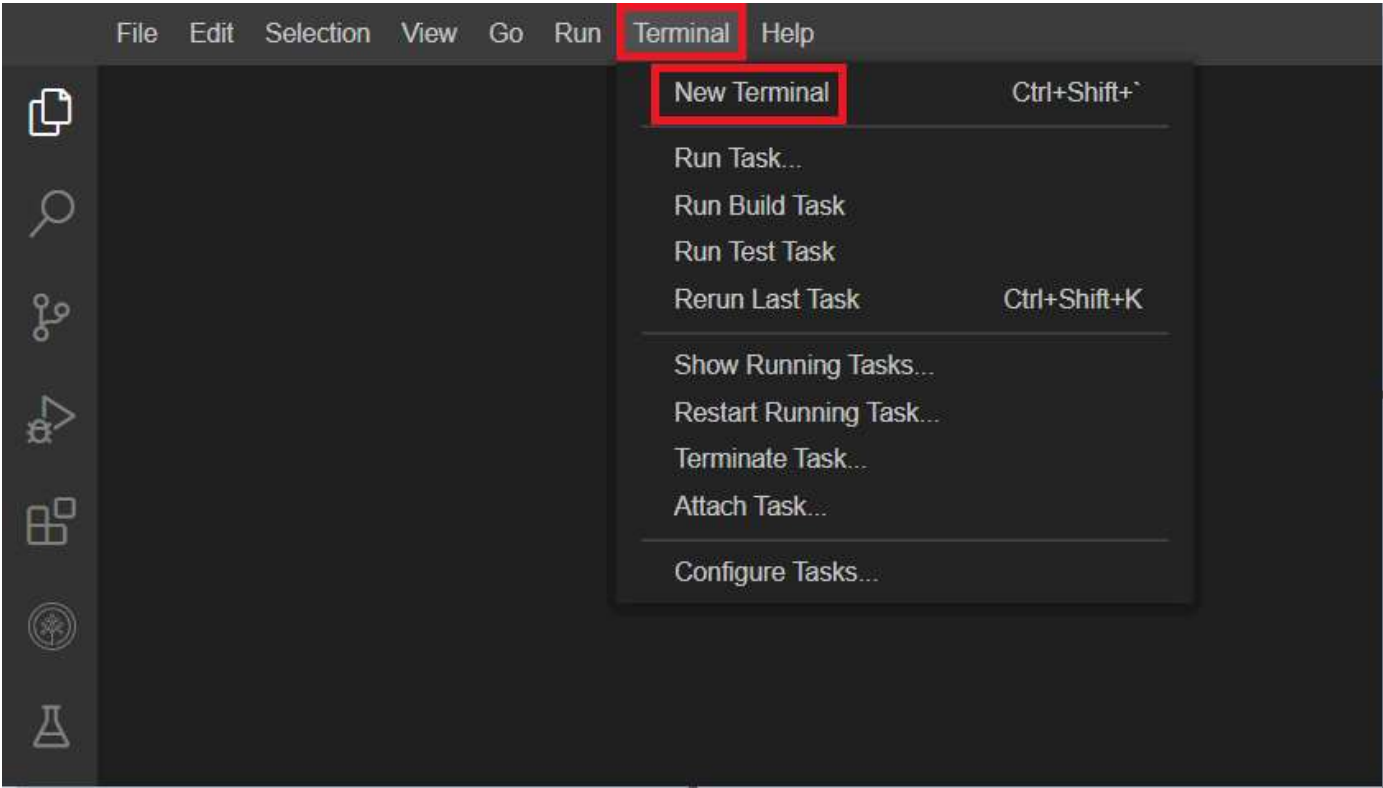 File Edit Selection View Go Run Terminal Help
New Terminal Ctrl+Shift+`
Run Task...
Run Build Task
Run Test Task
Rerun Last Task Ctrl+Shift+K
Show Running Tasks...
Restart Running Task...
Terminate Task...
Attach Task...
Configure Tasks...